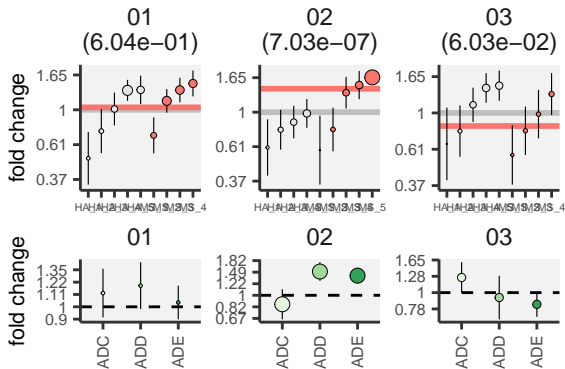 01 02 03
(6.04e−01) (7.03e−07) (6.03e−02)
fold change
1.65 1.65 1.65
1 1 1
0.61 0.61 0.61
0.37 0.37 0.37
01 02 03
fold change
1.35 1.82 1.65
1.22 1.49 1.28
1.11 1.22 1
1 1 0.78
0.9 0.82
0.67
ADC ADD ADE ADC ADD ADE ADC ADD ADE